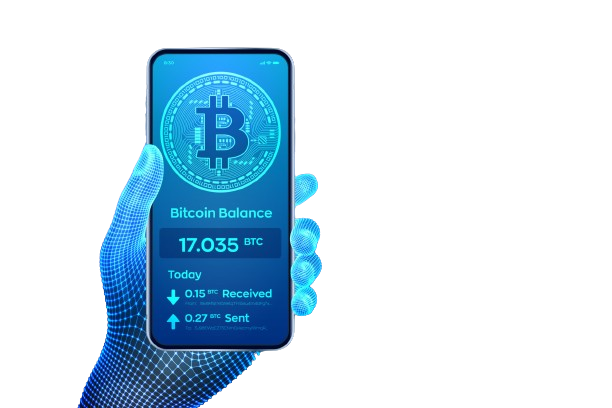 Bitcoin Balance
17.035 BTC
Today
0.15 BTC Received
0.27 BTC Sent